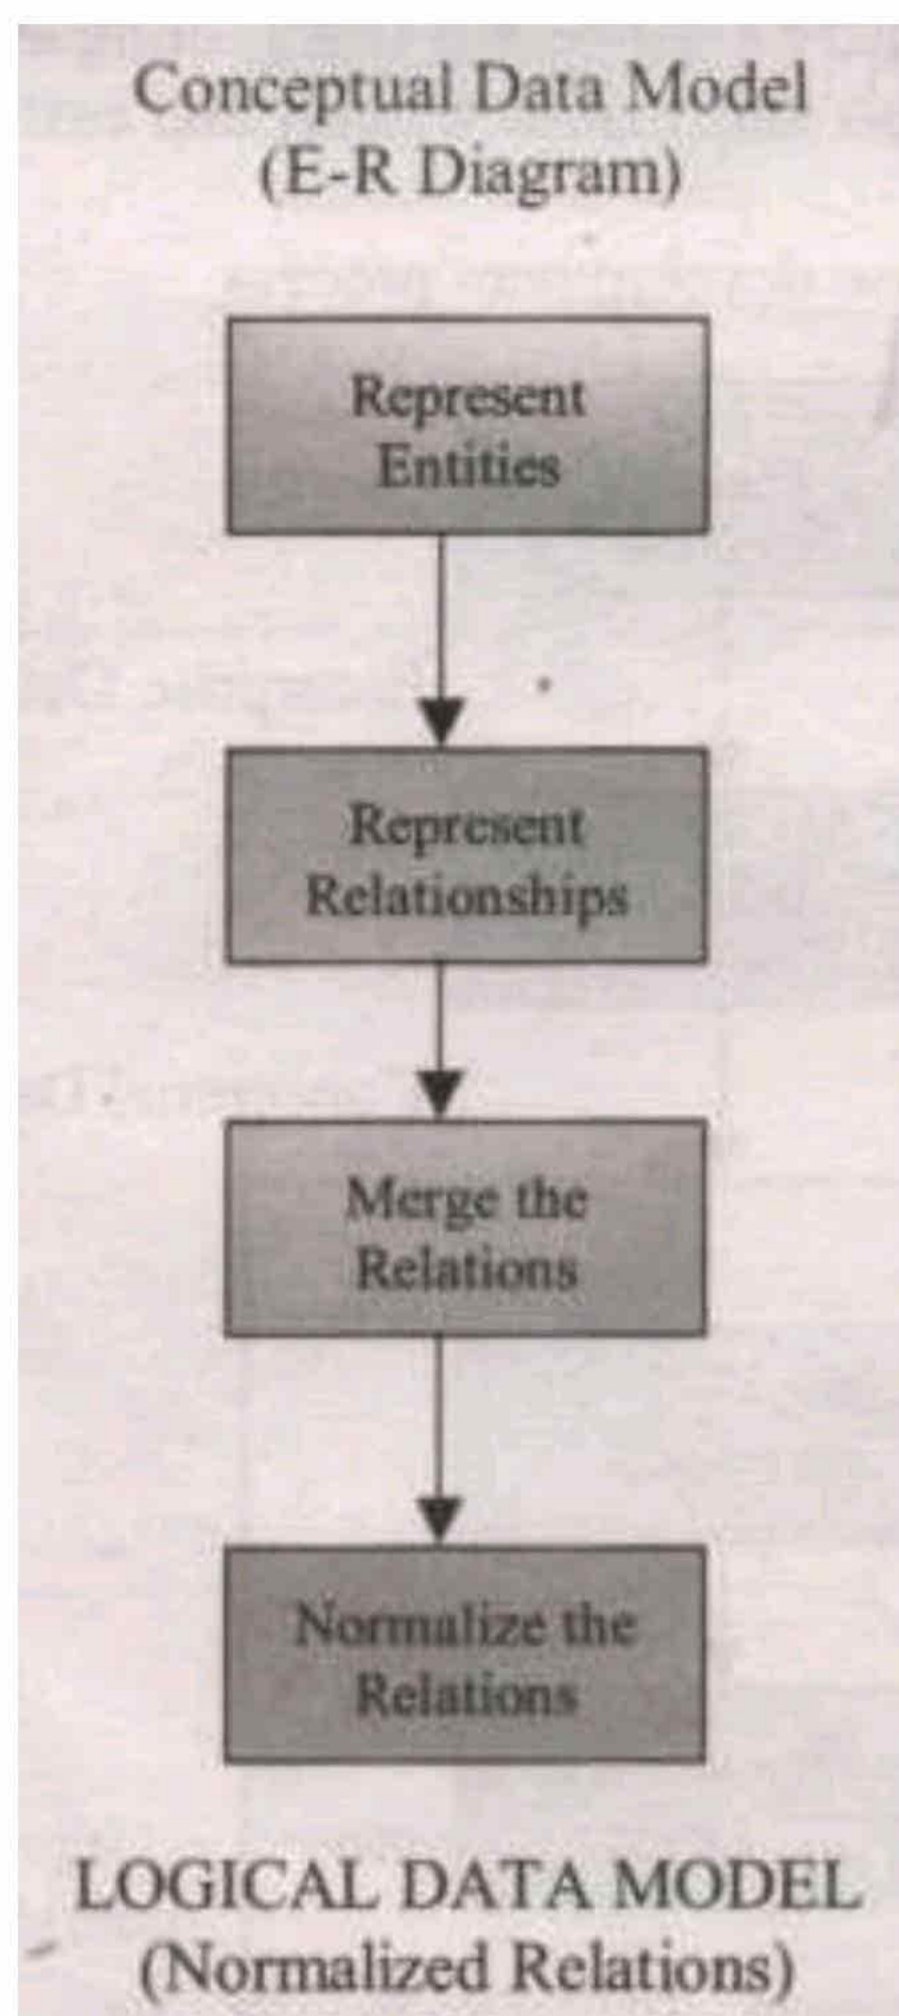 Conceptual Data Model
(E-R Diagram)
Represent
Entities
Represent
Relationships
Merge the
Relations
Normalize the
Relations
LOGICAL DATA MODEL
(Normalized Relations)